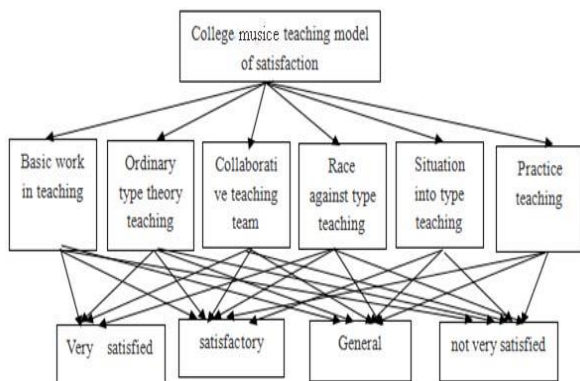 College musice teaching model
of satisfaction
Basic work
in teaching
Ordinary
type theory
teaching
Collaborati
ve teaching
team
Race
against type
teaching
Situation
into type
teaching
Practice
teaching
Very satisfied
satisfactory
General
not very satisfied